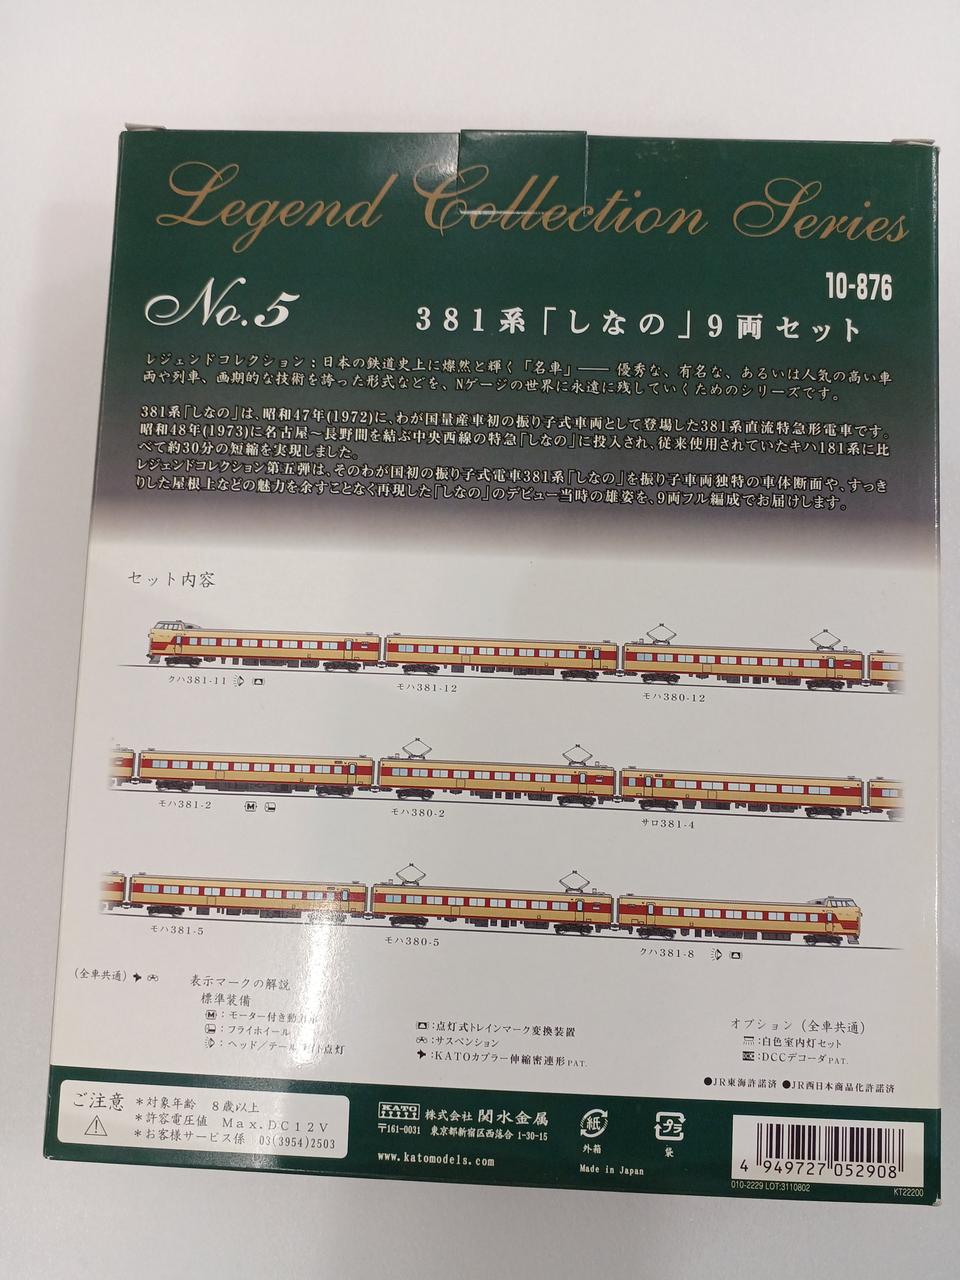 Legend Collection Series
No.5
10-876
381系「しなの」9両セット
レジェンドコレクション：日本の鉄道史上に燦然と輝く「名車」―― 優秀な、有名な、あるいは人気の高い車
両や列車、画期的な技術を誇った形式などを、Nゲージの世界に永遠に残していくためのシリーズです。
381系「しなの」は、昭和47年(1972)に、わが国量産車初の振り子式車両として登場した381系直流特急形電車です。
昭和48年(1973)に名古屋～長野間を結ぶ中央西線の特急「しなの」に投入され、従来使用されていたキハ181系に比
べて約30分の短縮を実現しました。
レジェンドコレクション第五弾は、そのわが国初の振り子式電車381系「しなの」を振り子車両独特の車体断面や、すっき
りした屋根上などの魅力を余すことなく再現した「しなの」のデビュー当時の雄姿を、9両フル編成でお届けします。
セット内容
クハ381-11
モハ381-12
モハ380-12
モハ381-2 M
モハ380-2
サロ381-4
モハ381-5
モハ380-5
クハ381-8
(全車共通)
表示マークの解説
標準装備
M：モーター付き動力車
：フライホイール
：ヘッド／テールライト点灯
：点灯式トレインマーク変換装置
：サスペンション
：KATOカプラー伸縮密連形PAT.
オプション（全車共通）
：白色室内灯セット
：DCCデコーダPAT.
●JR東海許諾済 ●JR西日本商品化許諾済
ご注意
＊対象年齢 8歳以上
＊許容電圧値 Max.DC12V
＊お客様サービス係 03(3954)2503
KATO 株式会社 関水金属
〒161-0031 東京都新宿区西落合 1-30-15
www.katomodels.com
紙
外箱
プラ
袋
Made in Japan
4 949727 052908
010-2229 LOT:3110802
KT22200